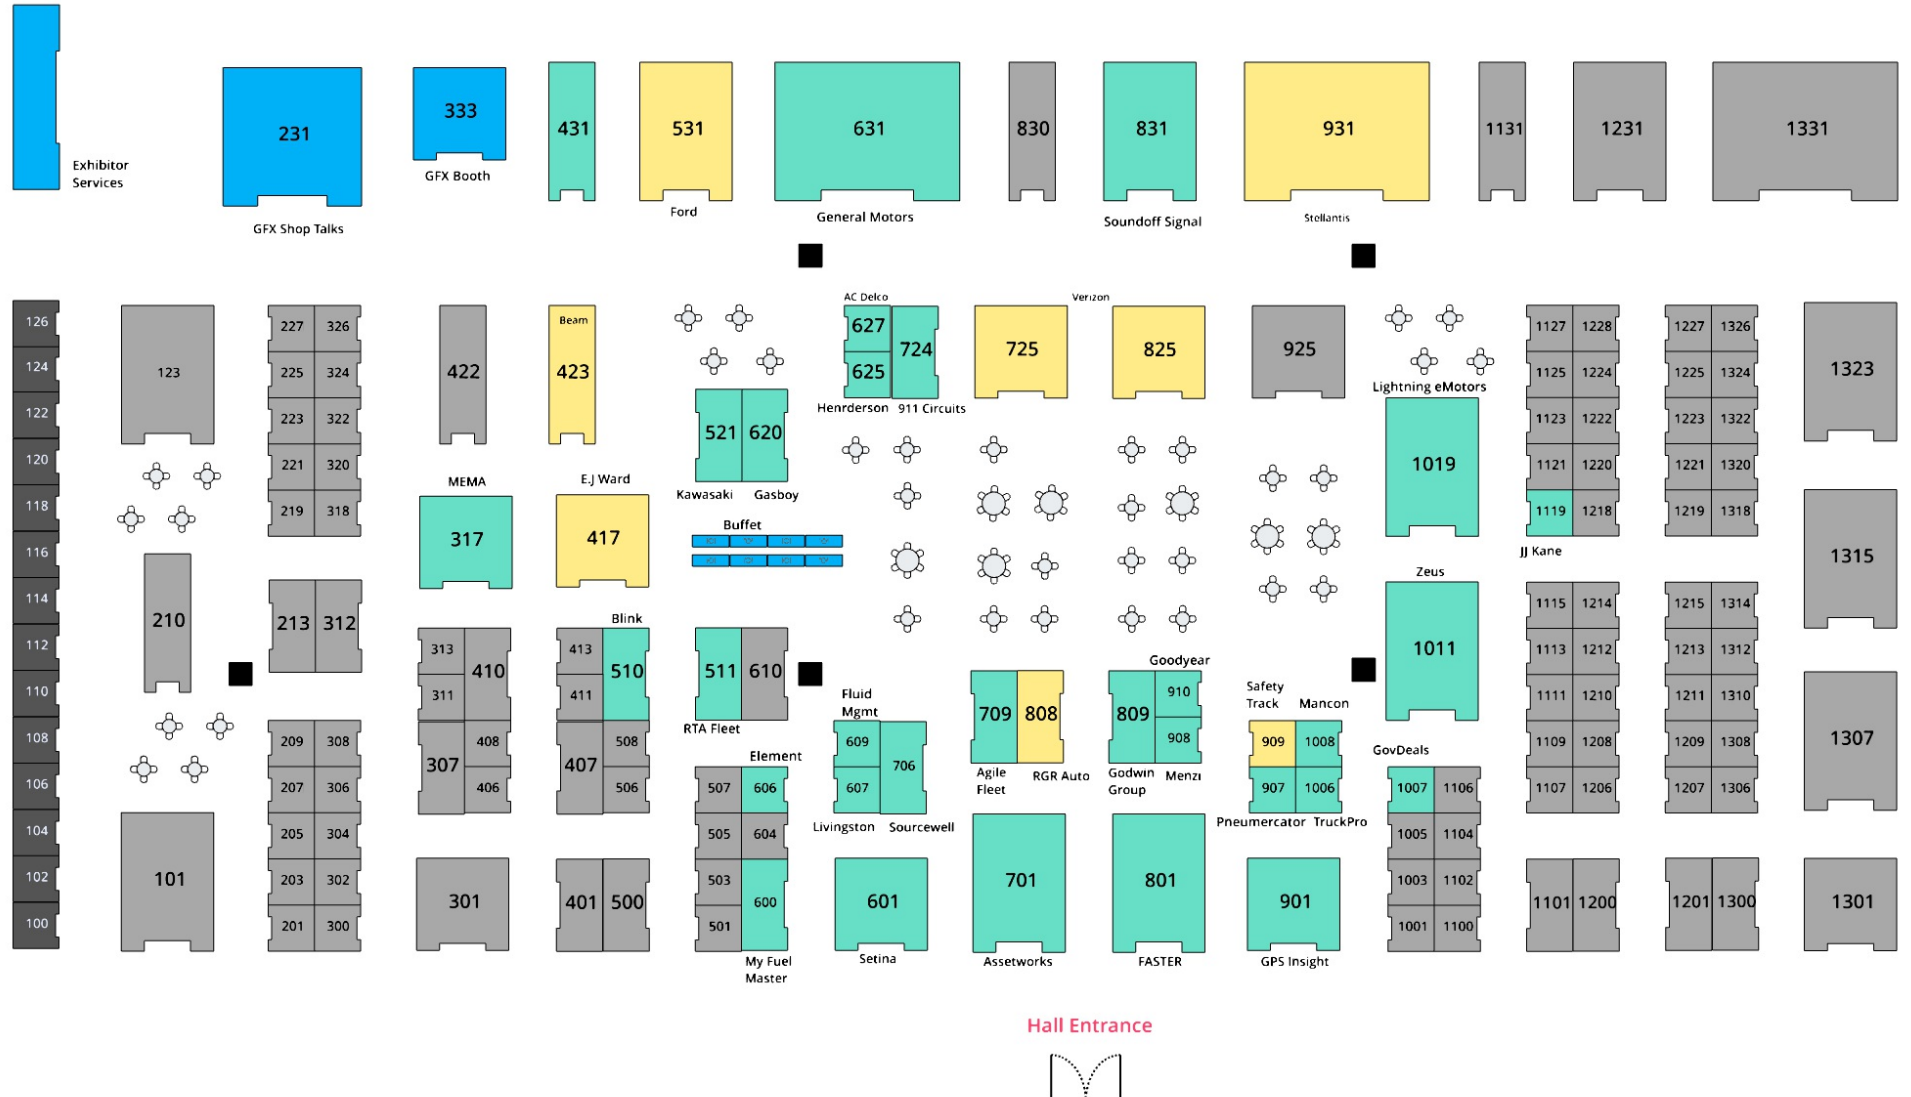 Exhibitor
Services
231
GFX Shop Talks
333
GFX Booth
431
531
Ford
631
General Motors
830
831
Soundoff Signal
931
Stellantis
1131
1231
1331
126
124
122
120
118
116
114
112
110
108
106
104
102
100
123
210
101
227 326
225 324
223 322
221 320
219 318
213 312
209 308
207 306
205 304
203 302
201 300
422
MEMA
317
313
311
410
307
408
406
301
Beam
423
E.J Ward
417
Blink
413
411
510
407
508
506
401 500
521 620
Kawasaki Gasboy
Buffet
511 610
RTA Fleet
Element
507 606
505 604
503
501
600
My Fuel
Master
AC Delco
627
625
724
Henrderson 911 Circuits
Fluid
Mgmt
609
607
706
Livingston Sourcewell
601
Setina
Verizon
725
825
709 808
Agile
Fleet
RGR Auto
701
Assetworks
Goodyear
809
910
908
Godwin
Group
Menzi
801
FASTER
925
Safety
Track
Mancon
909 1008
907 1006
Pneumercator TruckPro
901
GPS Insight
Lightning eMotors
1019
Zeus
1011
GovDeals
1007 1106
1005 1104
1003 1102
1001 1100
1127 1228
1125 1224
1123 1222
1121 1220
1119 1218
JJ Kane
1115 1214
1113 1212
1111 1210
1109 1208
1107 1206
1101 1200
1227 1326
1225 1324
1223 1322
1221 1320
1219 1318
1215 1314
1213 1312
1211 1310
1209 1308
1207 1306
1201 1300
1323
1315
1307
1301
Hall Entrance